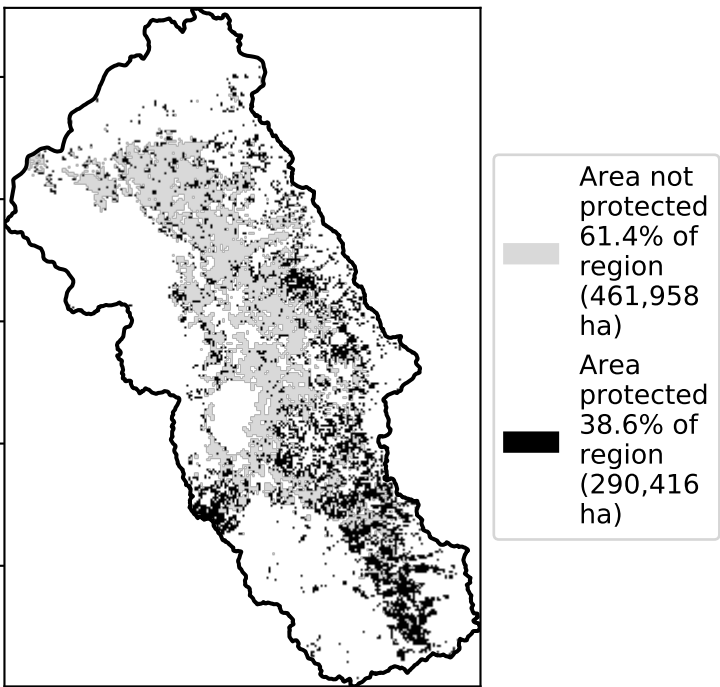 Area not
protected
61.4% of
region
(461,958
ha)
Area
protected
38.6% of
region
(290,416
ha)